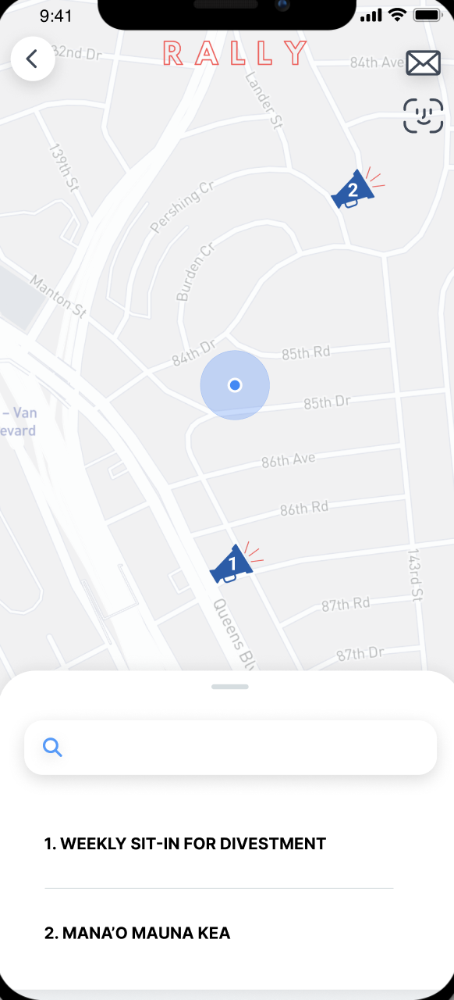 9:41
RALLY
32nd Dr
84th Ave
Lander St
139th St
2
Pershing Cr
Burden Cr
Manton St
84th Dr
85th Rd
85th Dr
– Van
evard
86th Ave
86th Rd
1
143rd St
87th Rd
Queens Blv
87th Dr
1. WEEKLY SIT-IN FOR DIVESTMENT
2. MANA’O MAUNA KEA